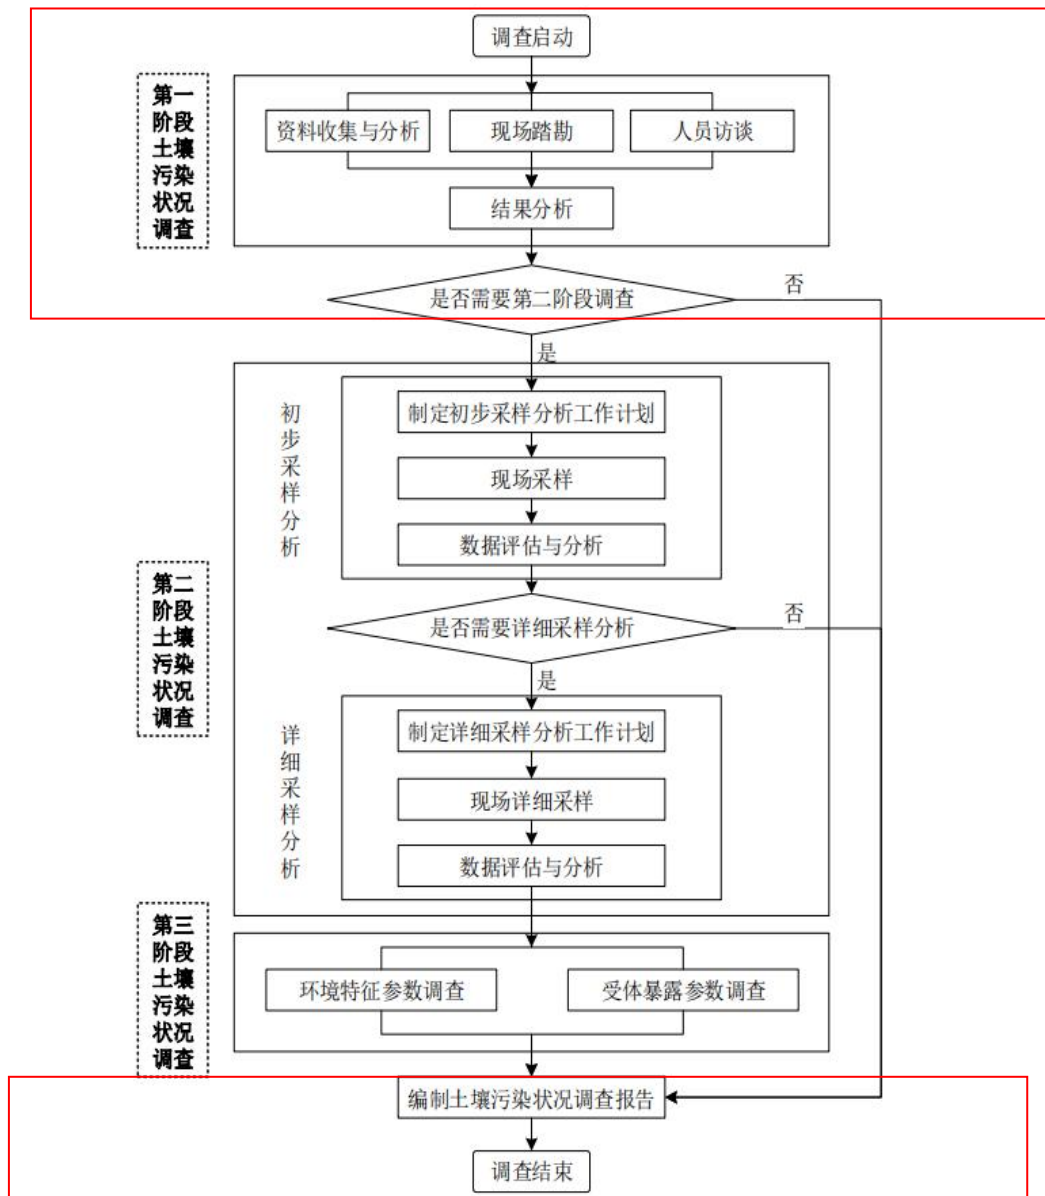 调查启动
第一
阶段
土壤
污染
状况
调查
资料收集与分析
现场踏勘
人员访谈
结果分析
是否需要第二阶段调查
否
是
初
步
采
样
分
析
制定初步采样分析工作计划
现场采样
数据评估与分析
第二
阶段
土壤
污染
状况
调查
是否需要详细采样分析
否
是
详
细
采
样
分
析
制定详细采样分析工作计划
现场详细采样
数据评估与分析
第三
阶段
土壤
污染
状况
调查
环境特征参数调查
受体暴露参数调查
编制土壤污染状况调查报告
调查结束